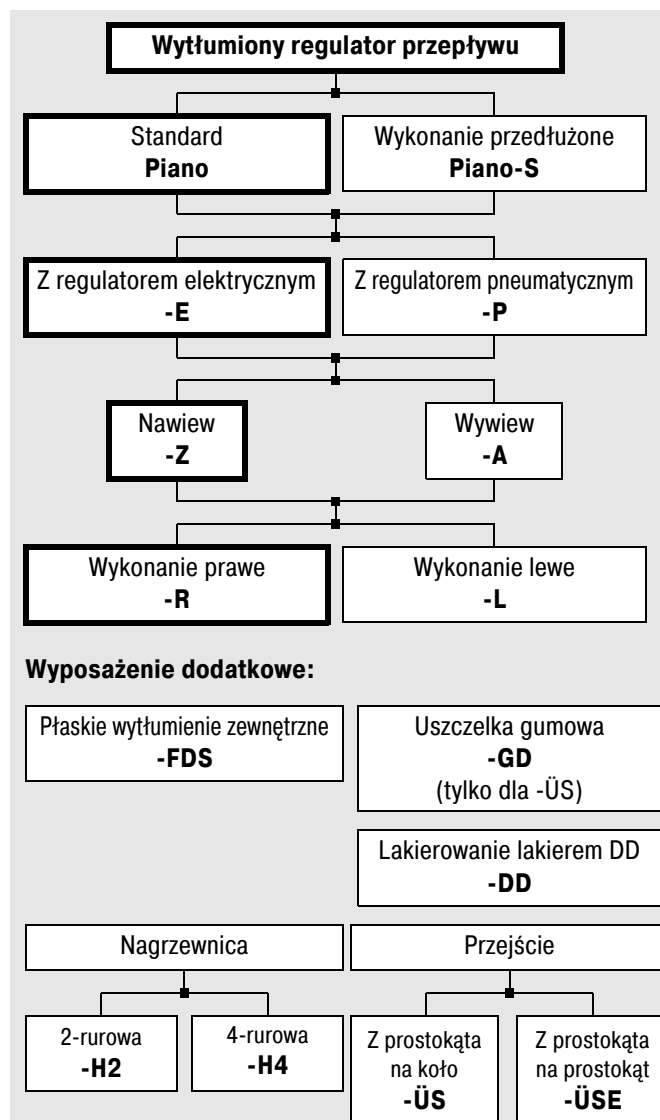 Wytłumiony regulator przepływu
Standard
Piano
Wykonanie przedłużone
Piano-S
Z regulatorem elektrycznym
-E
Z regulatorem pneumatycznym
-P
Nawiew
-Z
Wywiew
-A
Wykonanie prawe
-R
Wykonanie lewe
-L
Wyposażenie dodatkowe:
Płaskie wytłumienie zewnętrzne
-FDS
Uszczelka gumowa
-GD
(tylko dla -ÜS)
Lakierowanie lakierem DD
-DD
Nagrzewnica
2-rurowa
-H2
4-rurowa
-H4
Przejście
Z prostokąta
na koło
-ÜS
Z prostokąta
na prostokąt
-ÜSE